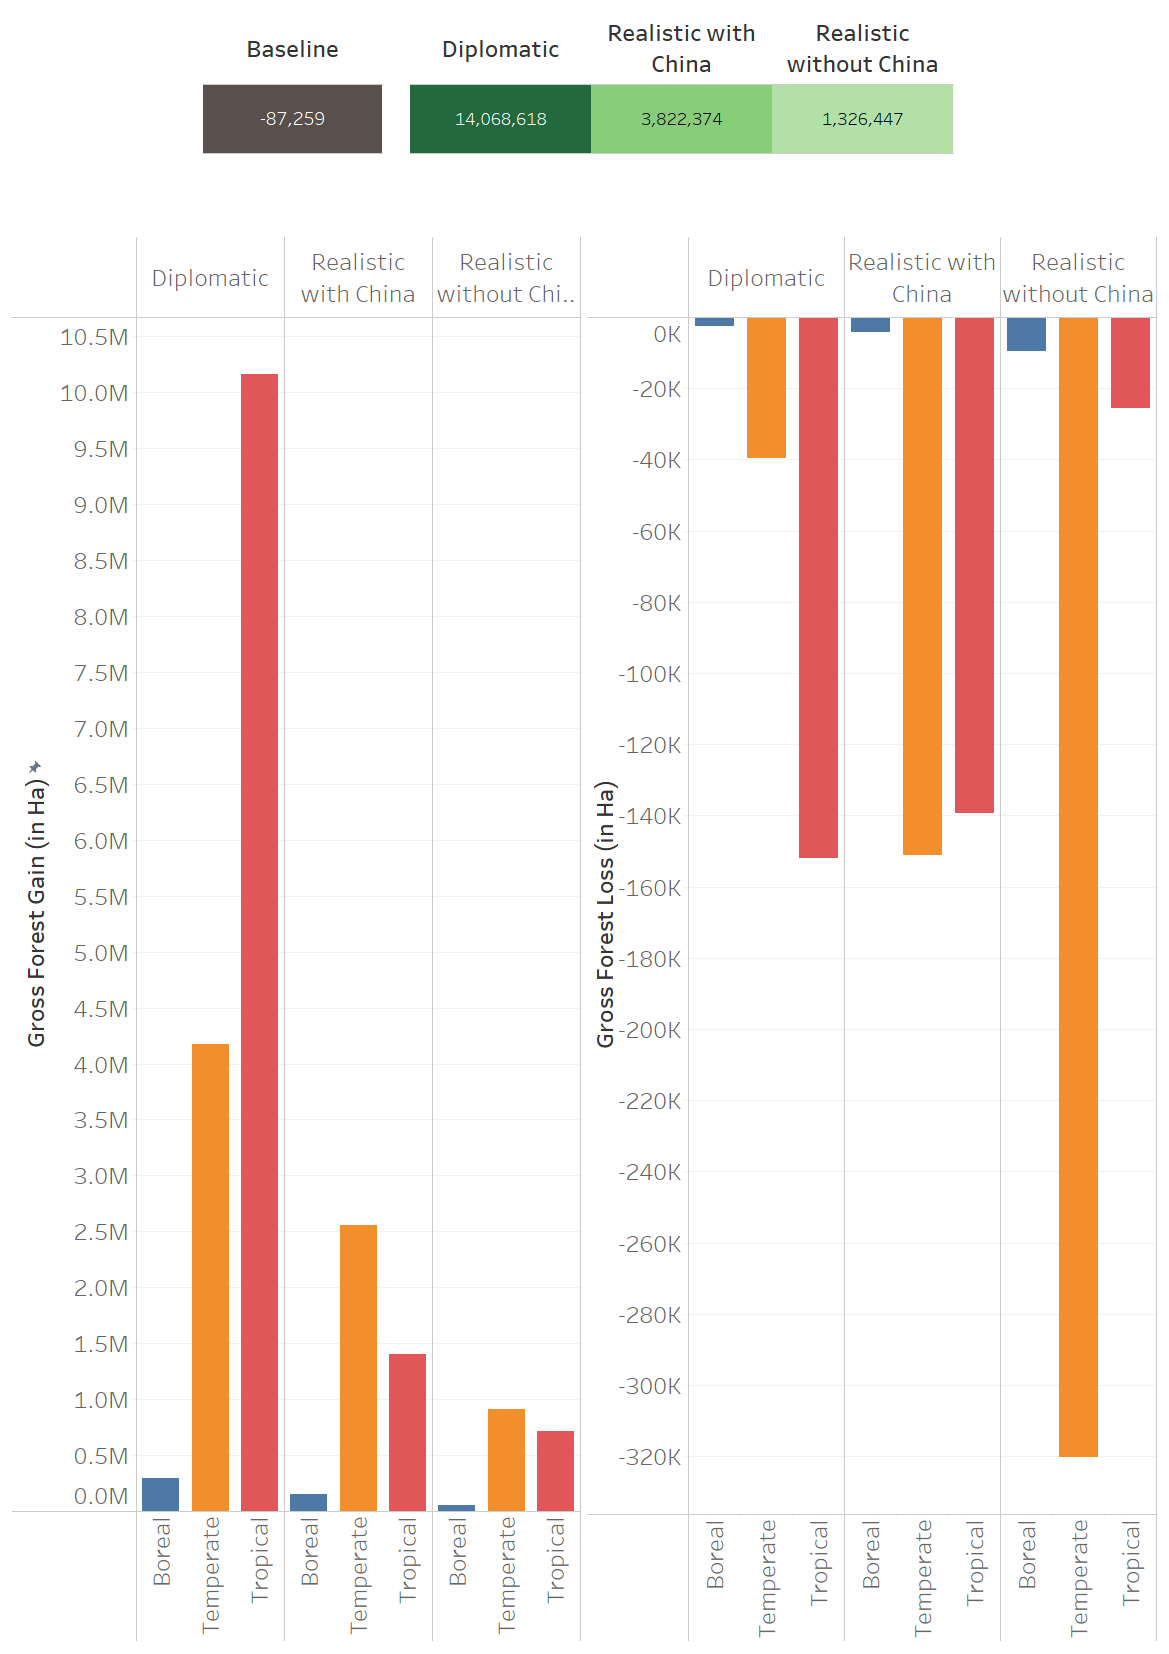 Baseline
Diplomatic
Realistic with
China
Realistic
without China
-87,259
14,068,618
3,822,374
1,326,447
Diplomatic
Realistic
with China
Realistic
without Chi..
10.5M
10.0M
9.5M
9.0M
8.5M
8.0M
7.5M
7.0M
6.5M
6.0M
5.5M
5.0M
4.5M
4.0M
3.5M
3.0M
2.5M
2.0M
1.5M
1.0M
0.5M
0.0M
Gross Forest Gain (in Ha)
Boreal
Temperate
Tropical
Boreal
Temperate
Tropical
Boreal
Temperate
Tropical
Diplomatic
Realistic with
China
Realistic
without China
0K
-20K
-40K
-60K
-80K
-100K
-120K
-140K
-160K
-180K
-200K
-220K
-240K
-260K
-280K
-300K
-320K
Gross Forest Loss (in Ha)
Boreal
Temperate
Tropical
Boreal
Temperate
Tropical
Boreal
Temperate
Tropical